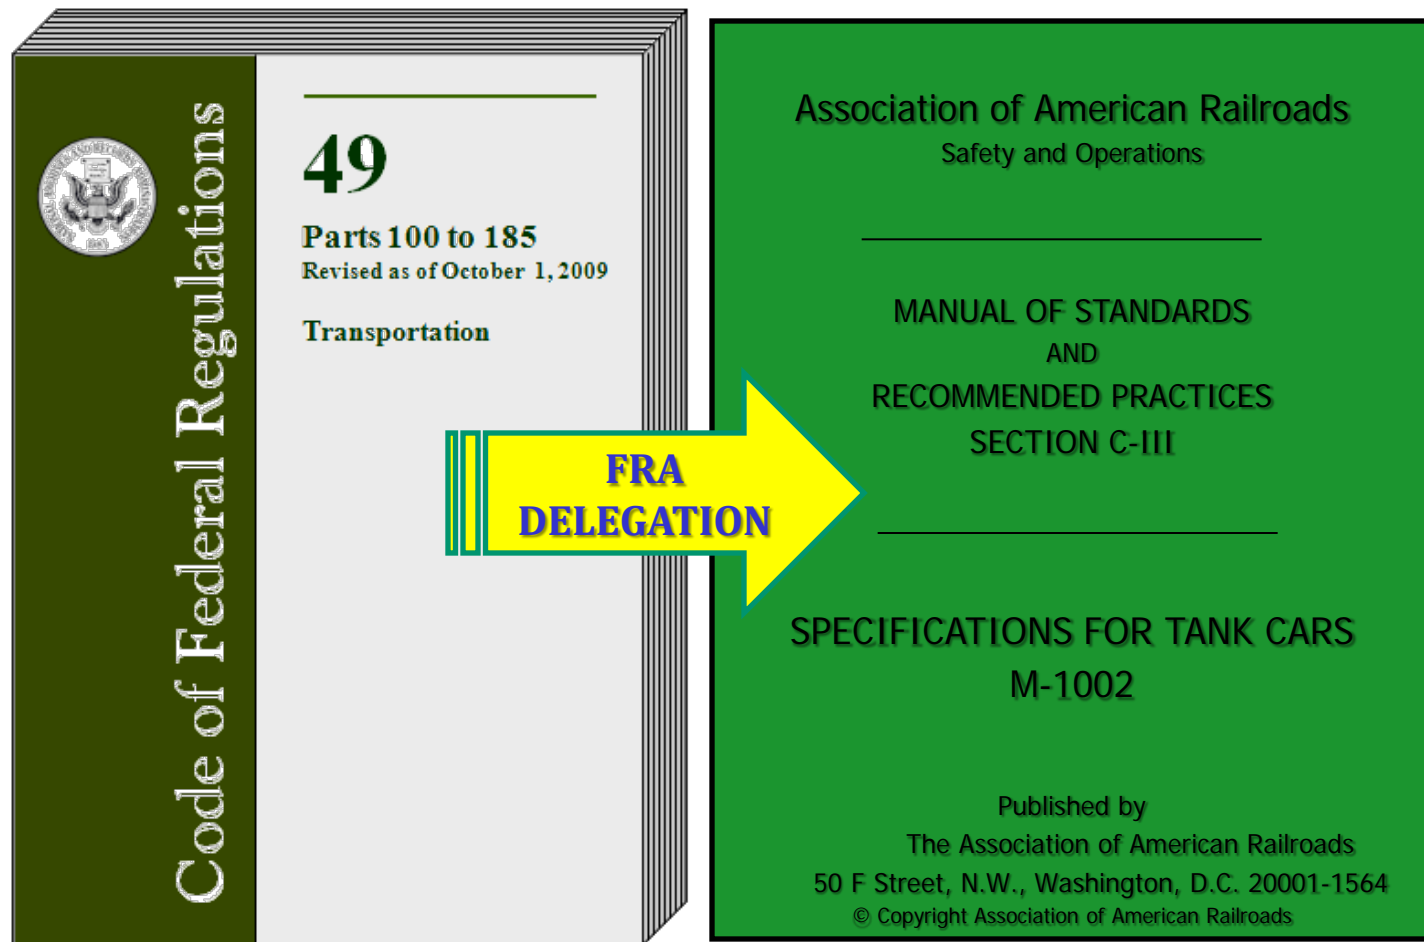 Code of Federal Regulations
49
Parts 100 to 185
Revised as of October 1, 2009
Transportation
FRA
DELEGATION
Association of American Railroads
Safety and Operations
MANUAL OF STANDARDS
AND
RECOMMENDED PRACTICES
SECTION C-III
SPECIFICATIONS FOR TANK CARS
M-1002
Published by
The Association of American Railroads
50 F Street, N.W., Washington, D.C. 20001-1564
© Copyright Association of American Railroads